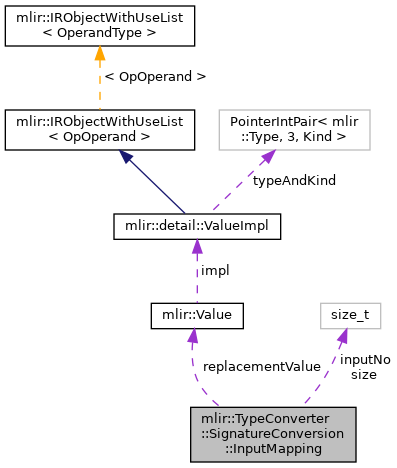 mlir::IRObjectWithUseList
< OperandType >
< OpOperand >
mlir::IRObjectWithUseList
< OpOperand >
PointerIntPair< mlir
::Type, 3, Kind >
typeAndKind
mlir::detail::ValueImpl
impl
mlir::Value
size_t
replacementValue
inputNo
size
mlir::TypeConverter
::SignatureConversion
::InputMapping